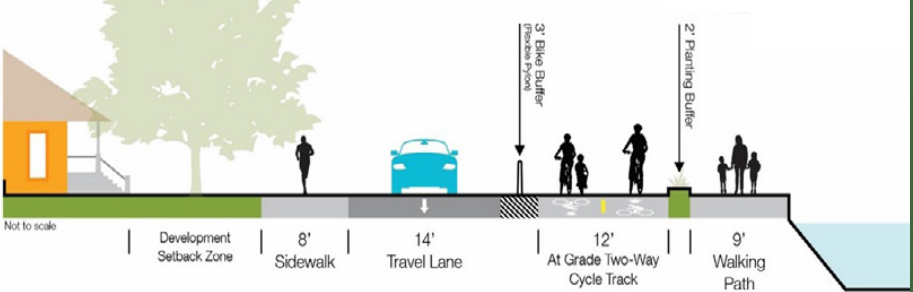 3' Bike Buffer
(Flexible Pylon)
2' Planting Buffer
Not to scale
Development
Setback Zone
8'
Sidewalk
14'
Travel Lane
12'
At Grade Two-Way
Cycle Track
9'
Walking
Path